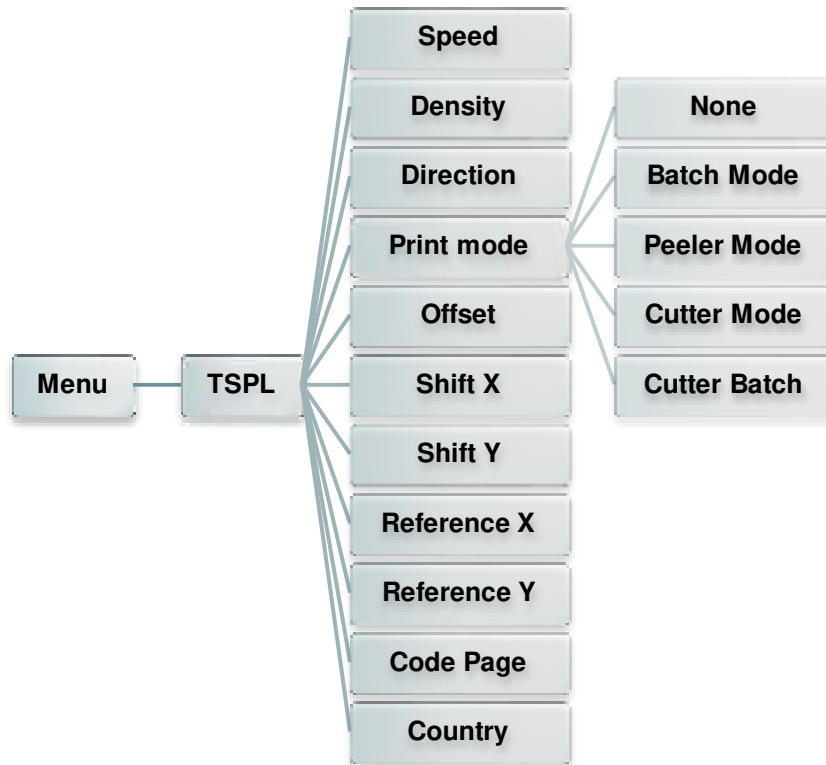 Menu
TSPL
Speed
Density
Direction
Print mode
Offset
Shift X
Shift Y
Reference X
Reference Y
Code Page
Country
None
Batch Mode
Peeler Mode
Cutter Mode
Cutter Batch